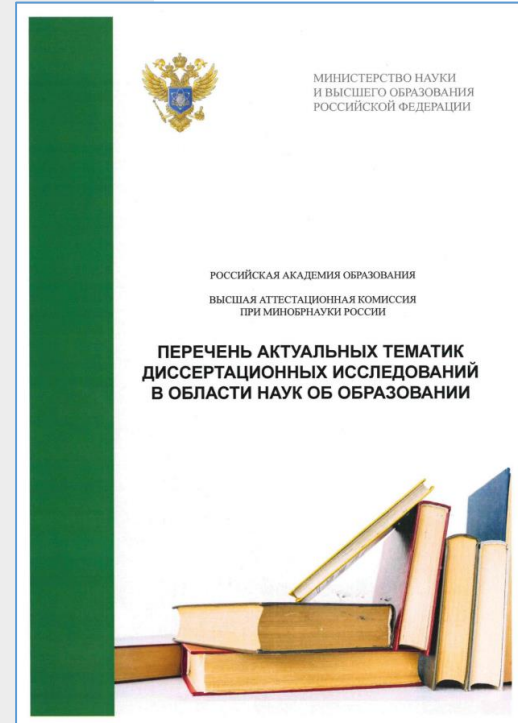 МИНИСТЕРСТВО НАУКИ
И ВЫСШЕГО ОБРАЗОВАНИЯ
РОССИЙСКОЙ ФЕДЕРАЦИИ
РОССИЙСКАЯ АКАДЕМИЯ ОБРАЗОВАНИЯ
ВЫСШАЯ АТТЕСТАЦИОННАЯ КОМИССИЯ
ПРИ МИНОБРНАУКИ РОССИИ
ПЕРЕЧЕНЬ АКТУАЛЬНЫХ ТЕМАТИК
ДИССЕРТАЦИОННЫХ ИССЛЕДОВАНИЙ
В ОБЛАСТИ НАУК ОБ ОБРАЗОВАНИИ